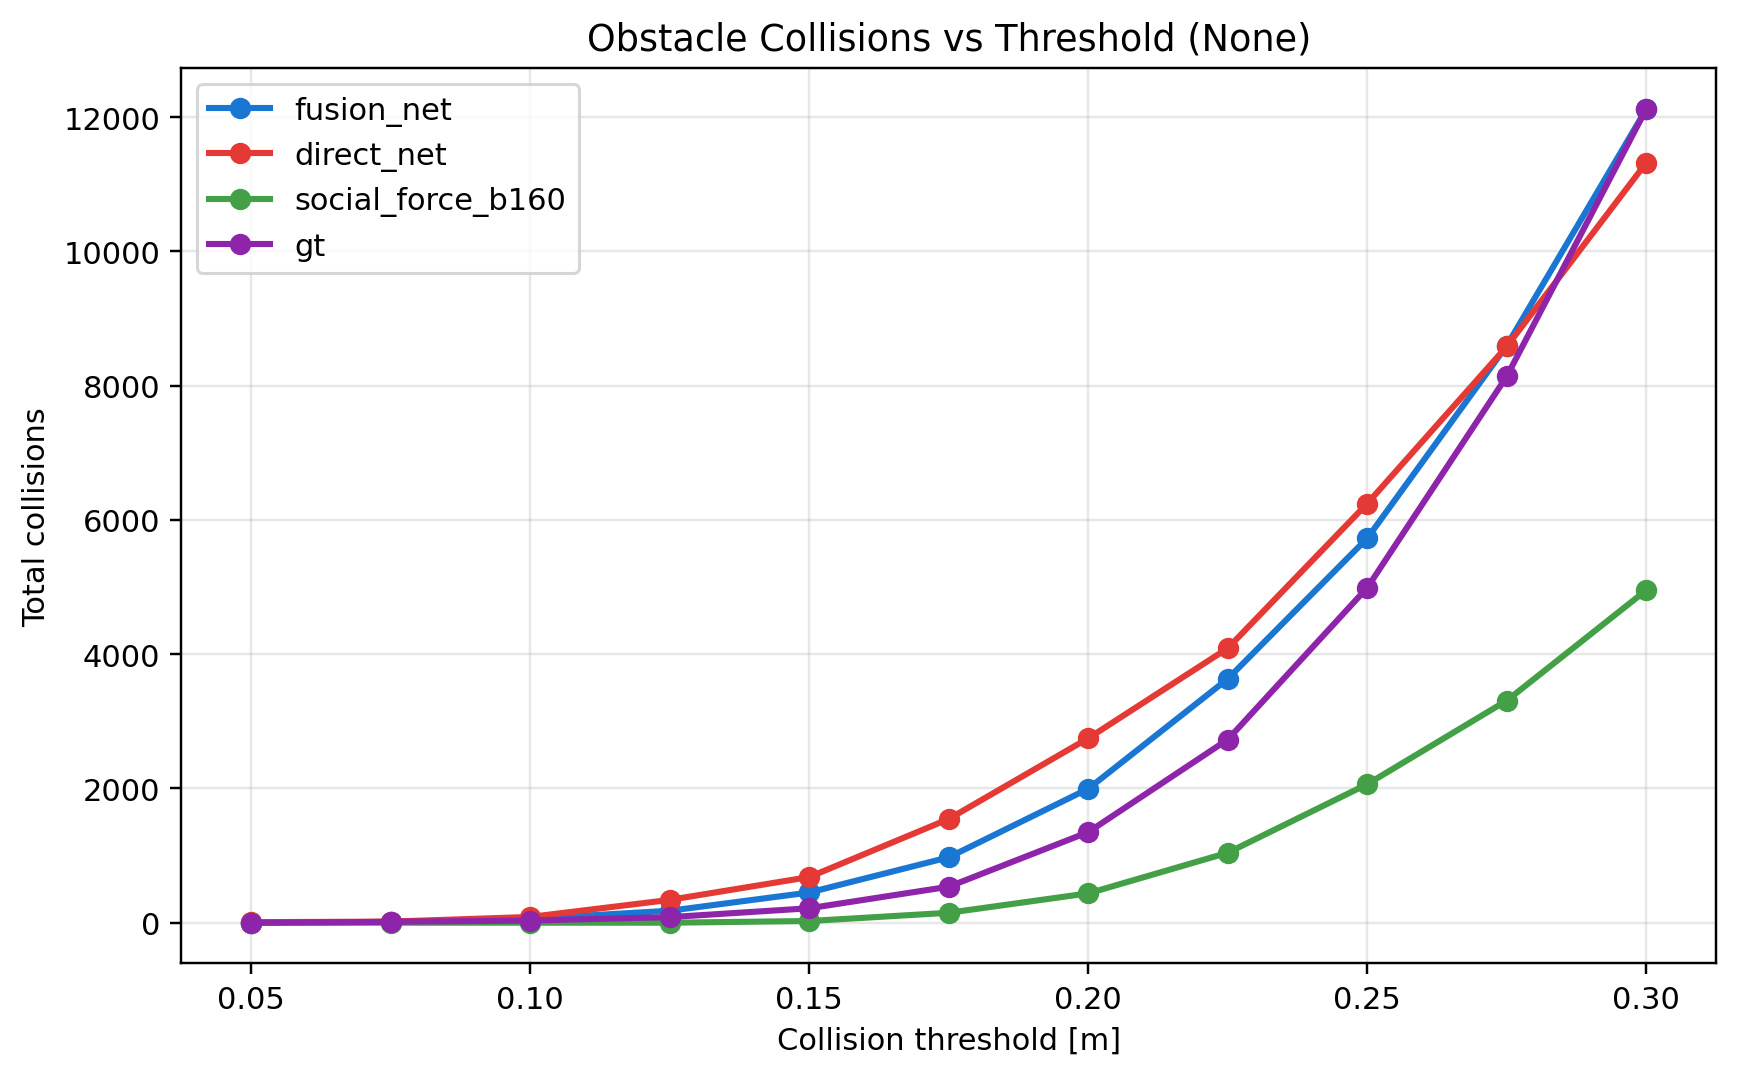 Obstacle Collisions vs Threshold (None)
fusion_net
direct_net
social_force_b160
gt
Total collisions
12000
10000
8000
6000
4000
2000
0
0.05 0.10 0.15 0.20 0.25 0.30
Collision threshold [m]